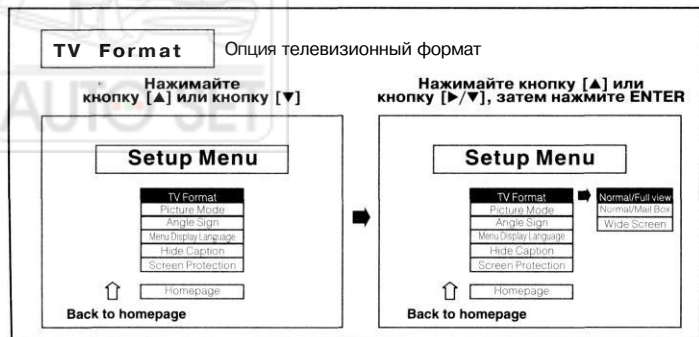 TV Format
Опция телевизионный формат
Нажимайте
кнопку [▲] или кнопку [▼]
Setup Menu
TV Format
Picture Mode
Angle Sign
Menu Display Language
Hide Caption
Screen Protection
Homepage
Back to homepage
Нажимайте кнопку [▲] или
кнопку [▶/▼], затем нажмите ENTER
Setup Menu
TV Format
Picture Mode
Angle Sign
Menu Display Language
Hide Caption
Screen Protection
Homepage
Back to homepage
Normal/Full view
Normal/Mail Box
Wide Screen
AUTO SET